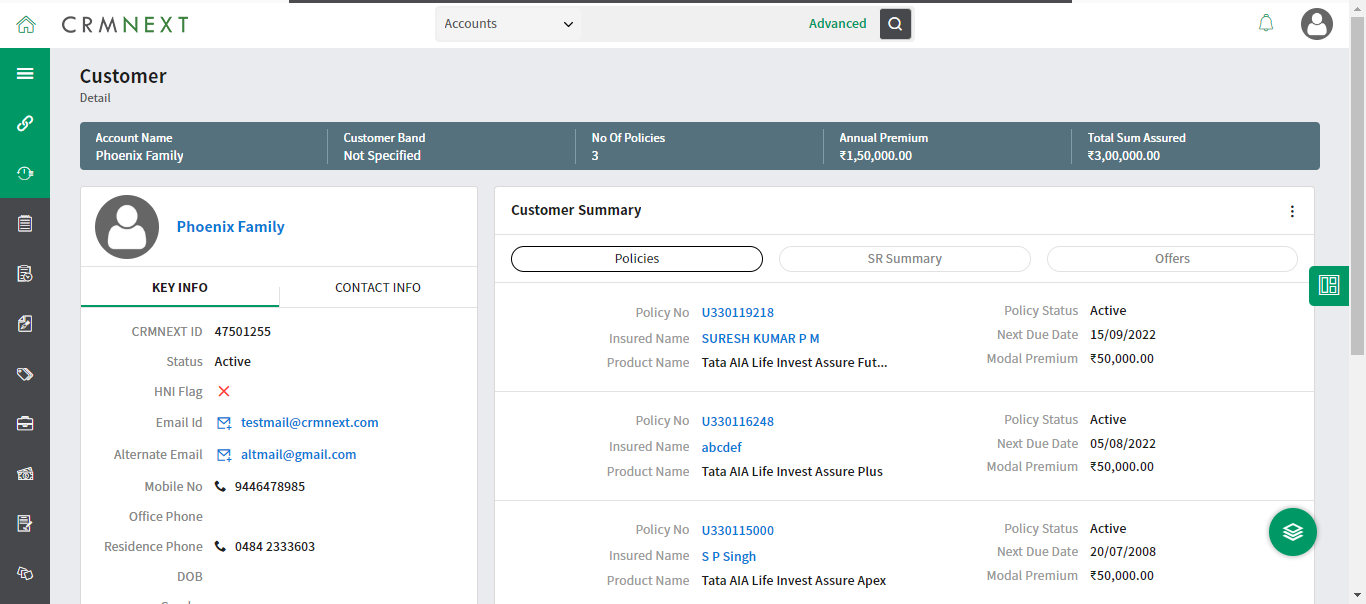 CRMNEXT
Accounts
Advanced
Customer
Detail
Account Name
Phoenix Family
Customer Band
Not Specified
No Of Policies
3
Annual Premium
₹1,50,000.00
Total Sum Assured
₹3,00,000.00
Phoenix Family
KEY INFO
CONTACT INFO
CRMNEXT ID 47501255
Status Active
HNI Flag
Email Id testmail@crmnext.com
Alternate Email altmail@gmail.com
Mobile No 9446478985
Office Phone
Residence Phone 0484 2333603
DOB
Customer Summary
Policies
SR Summary
Offers
Policy No U330119218
Insured Name SURESH KUMAR P M
Product Name Tata AIA Life Invest Assure Fut...
Policy Status Active
Next Due Date 15/09/2022
Modal Premium ₹50,000.00
Policy No U330116248
Insured Name abcdef
Product Name Tata AIA Life Invest Assure Plus
Policy Status Active
Next Due Date 05/08/2022
Modal Premium ₹50,000.00
Policy No U330115000
Insured Name S P Singh
Product Name Tata AIA Life Invest Assure Apex
Policy Status Active
Next Due Date 20/07/2008
Modal Premium ₹50,000.00